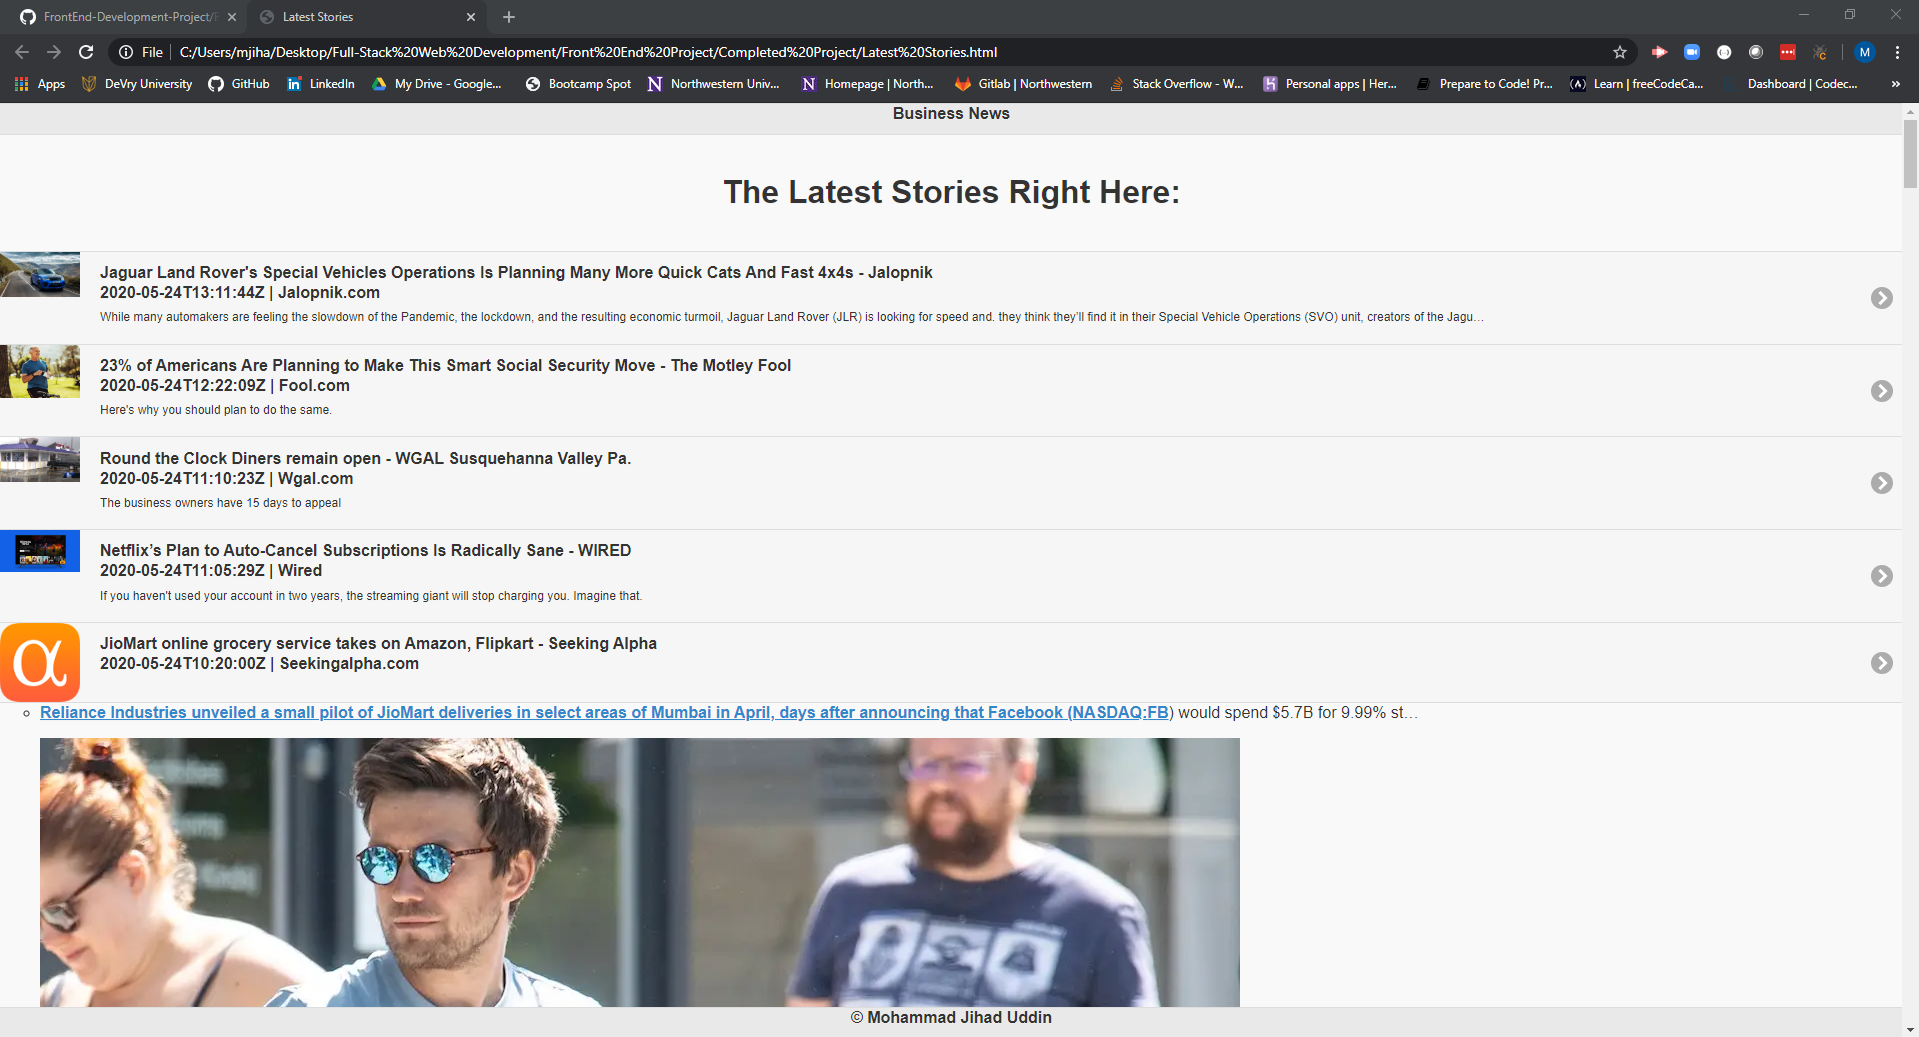 FrontEnd-Development-Project/F
Latest Stories
File
C:/Users/mjiha/Desktop/Full-Stack%20Web%20Development/Front%20End%20Project/Completed%20Project/Latest%20Stories.html
M
Apps
DeVry University
GitHub
LinkedIn
My Drive - Google...
Bootcamp Spot
Northwestern Univ...
Homepage | North...
Gitlab | Northwestern
Stack Overflow - W...
Personal apps | Her...
Prepare to Code! Pr...
Learn | freeCodeCa...
Dashboard | Codec...
»
Business News
The Latest Stories Right Here:
Jaguar Land Rover's Special Vehicles Operations Is Planning Many More Quick Cats And Fast 4x4s - Jalopnik
2020-05-24T13:11:44Z | Jalopnik.com
While many automakers are feeling the slowdown of the Pandemic, the lockdown, and the resulting economic turmoil, Jaguar Land Rover (JLR) is looking for speed and. they think they'll find it in their Special Vehicle Operations (SVO) unit, creators of the Jagu…
23% of Americans Are Planning to Make This Smart Social Security Move - The Motley Fool
2020-05-24T12:22:09Z | Fool.com
Here's why you should plan to do the same.
Round the Clock Diners remain open - WGAL Susquehanna Valley Pa.
2020-05-24T11:10:23Z | Wgal.com
The business owners have 15 days to appeal
Netflix’s Plan to Auto-Cancel Subscriptions Is Radically Sane - WIRED
2020-05-24T11:05:29Z | Wired
If you haven't used your account in two years, the streaming giant will stop charging you. Imagine that.
α
JioMart online grocery service takes on Amazon, Flipkart - Seeking Alpha
2020-05-24T10:20:00Z | Seekingalpha.com
Reliance Industries unveiled a small pilot of JioMart deliveries in select areas of Mumbai in April, days after announcing that Facebook (NASDAQ:FB) would spend $5.7B for 9.99% st…
© Mohammad Jihad Uddin